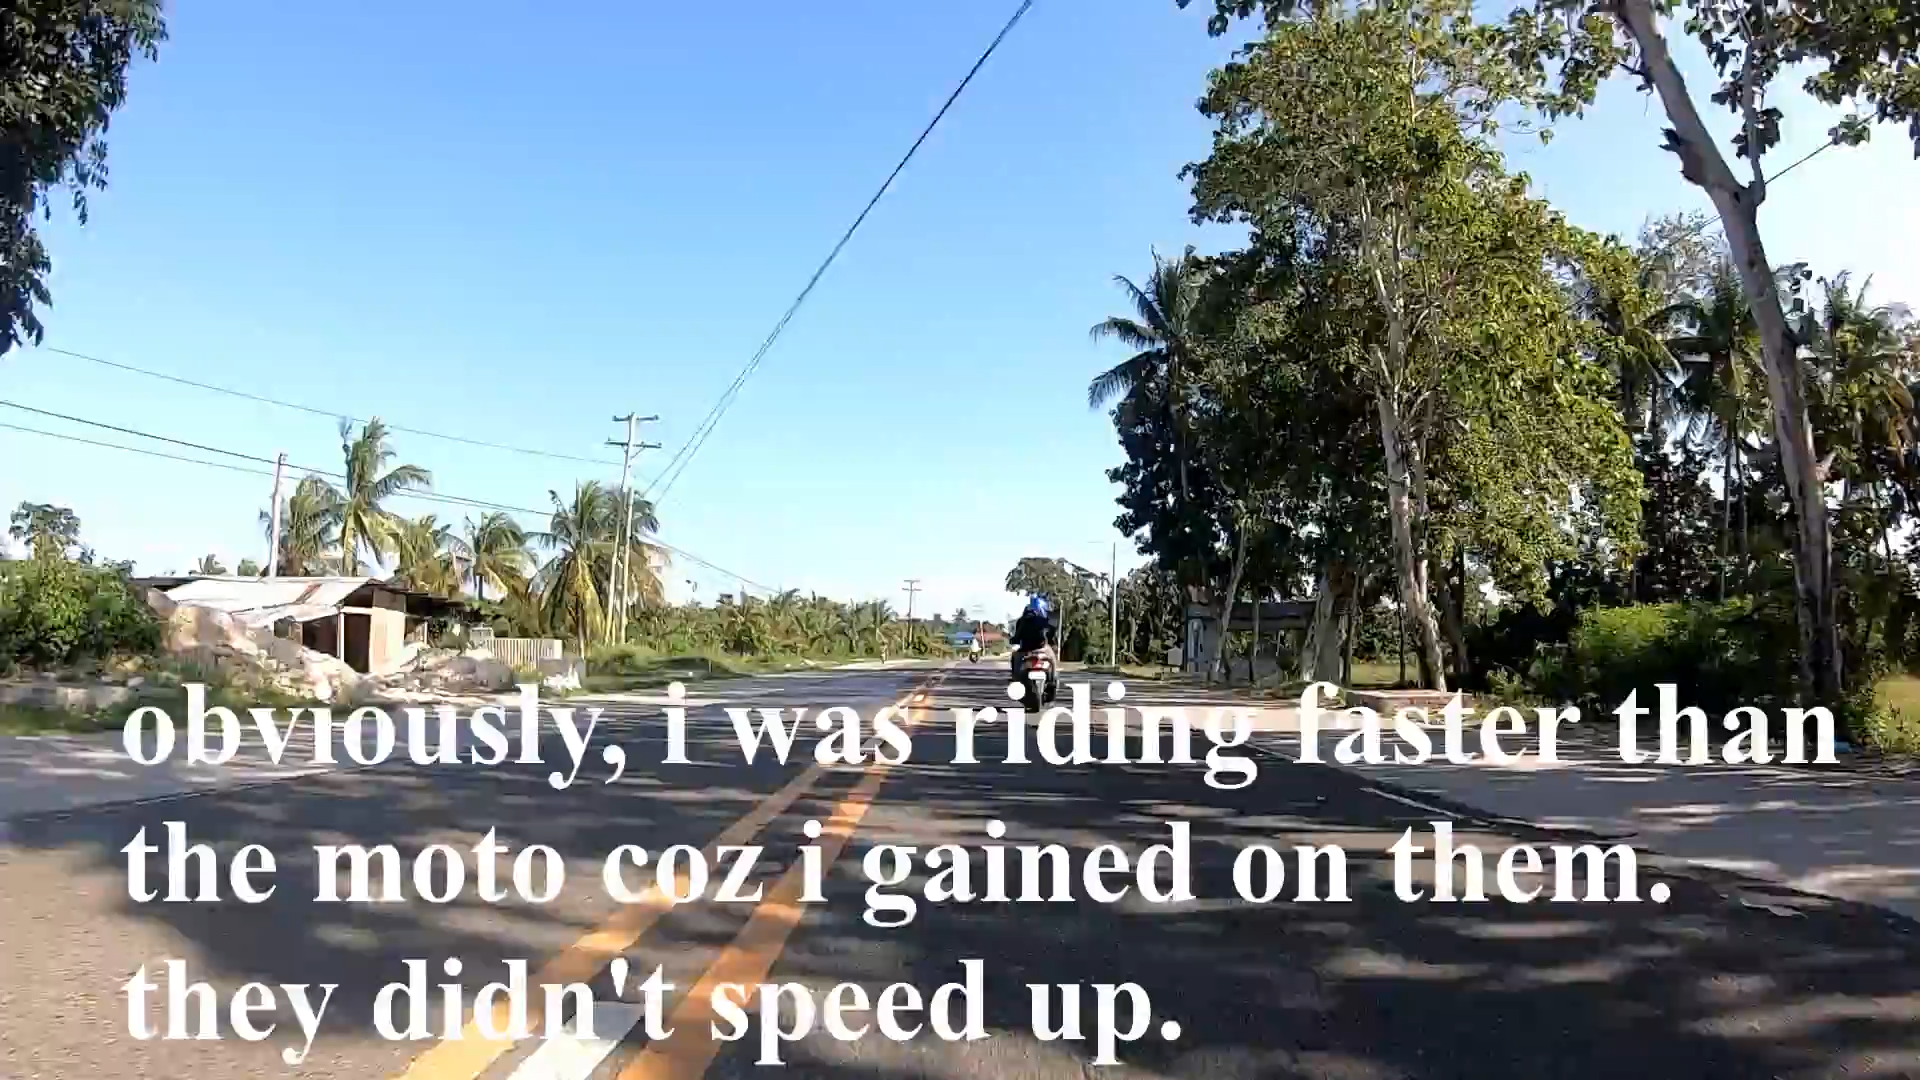 obviously, i was riding faster than
the moto coz i gained on them.
they didn't speed up.